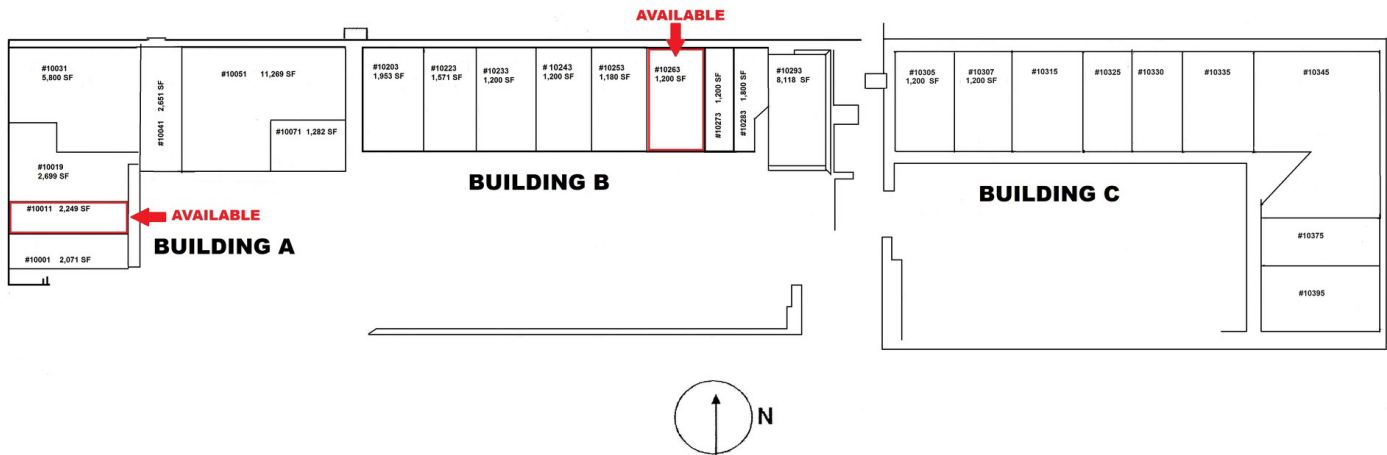 AVAILABLE
#10031
5,800 SF
#10041 2,651 SF
#10051 11,269 SF
#10071 1,282 SF
#10019
2,699 SF
#10011 2,249 SF
AVAILABLE
#10001 2,071 SF
BUILDING A
#10203
1,953 SF
#10223
1,571 SF
#10233
1,200 SF
# 10243
1,200 SF
#10253
1,180 SF
#10263
1,200 SF
#10273 1,200 SF
#10283 1,800 SF
#10293
8,118 SF
BUILDING B
#10305
1,200 SF
#10307
1,200 SF
#10315
#10325
#10330
#10335
#10345
BUILDING C
#10375
#10395
N